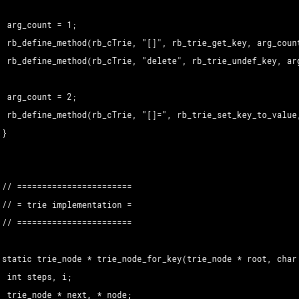 arg_count = 1;
rb_define_method(rb_cTrie, "[]", rb_trie_get_key, arg_count
rb_define_method(rb_cTrie, "delete", rb_trie_undef_key, arg
arg_count = 2;
rb_define_method(rb_cTrie, "[]=", rb_trie_set_key_to_value,
}
// =======================
// = trie implementation =
// =======================
static trie_node * trie_node_for_key(trie_node * root, char
int steps, i;
trie_node * next, * node;